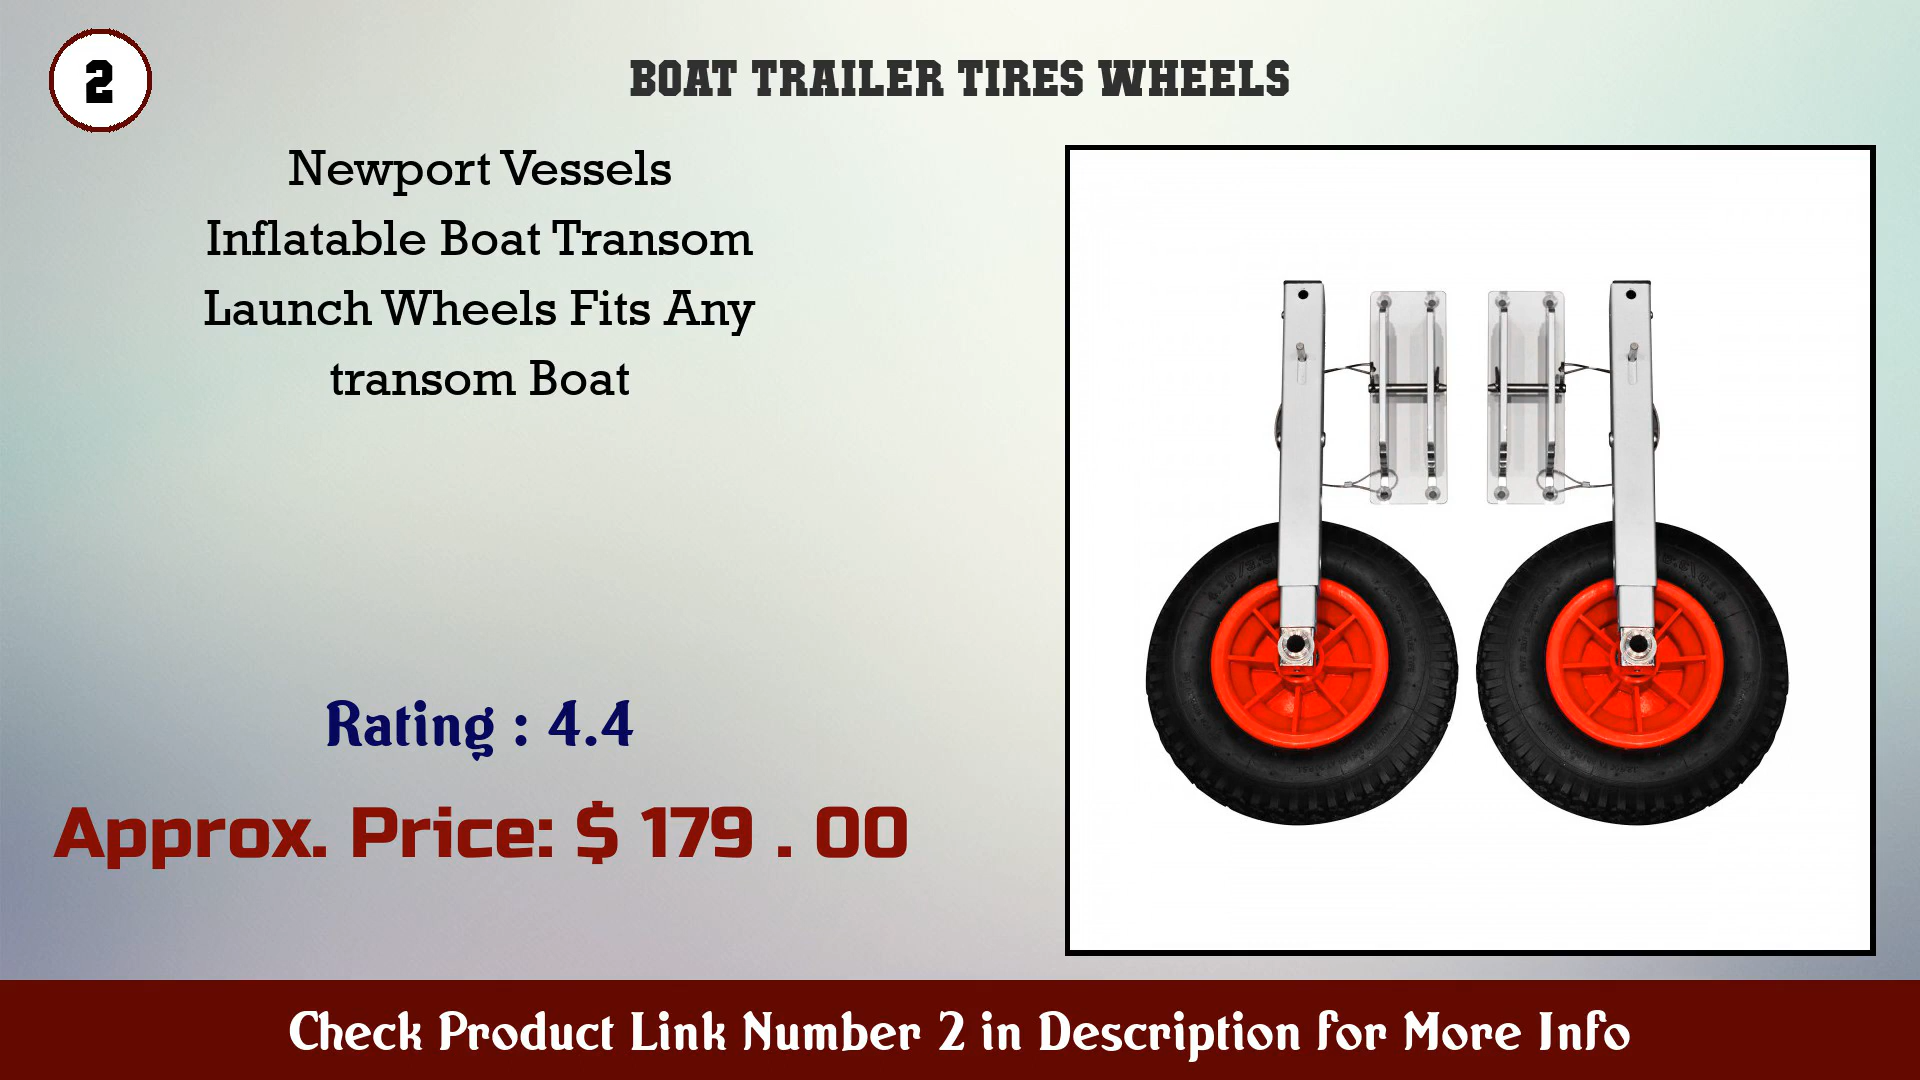 2
BOAT TRAILER TIRES WHEELS
Newport Vessels
Inflatable Boat Transom
Launch Wheels Fits Any
transom Boat
Rating : 4.4
Approx. Price: $ 179 . 00
Check Product Link Number 2 in Description for More Info